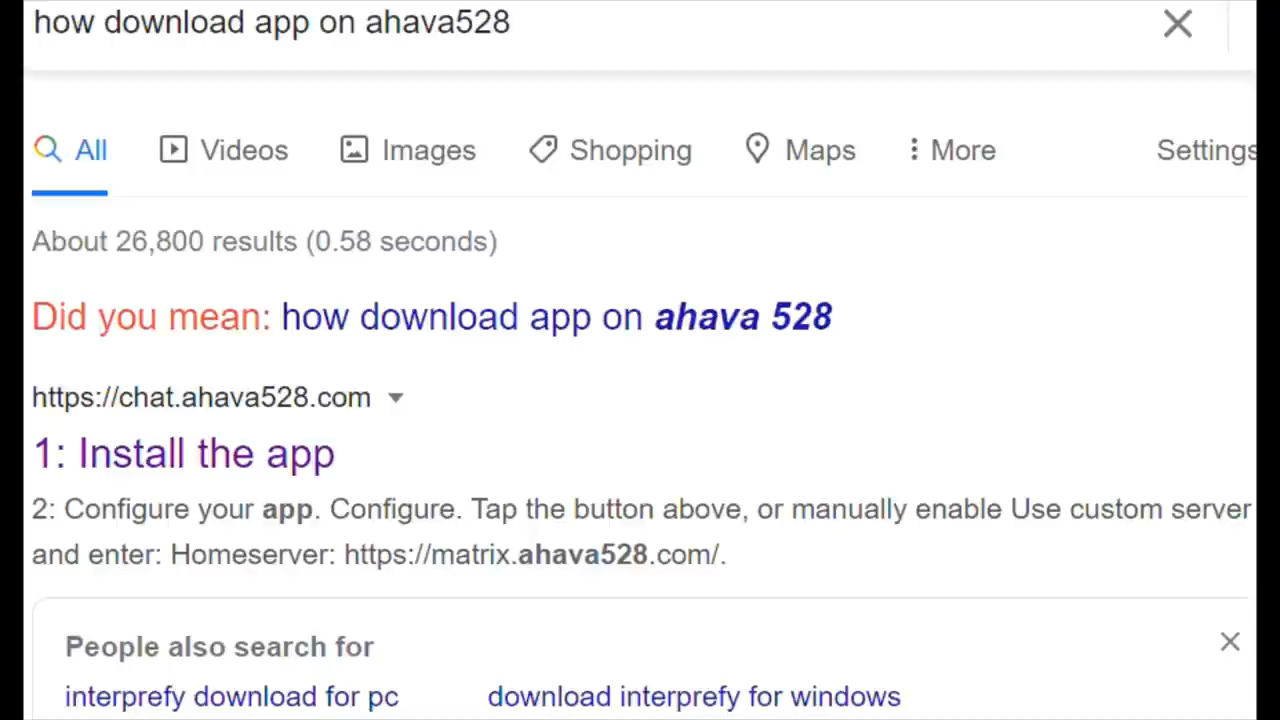 how download app on ahava528
All Videos Images Shopping Maps More Settings
About 26,800 results (0.58 seconds)
Did you mean: how download app on ahava 528
https://chat.ahava528.com
1: Install the app
2: Configure your app. Configure. Tap the button above, or manually enable Use custom server
and enter: Homeserver: https://matrix.ahava528.com/.
People also search for
interprefy download for pc download interprefy for windows